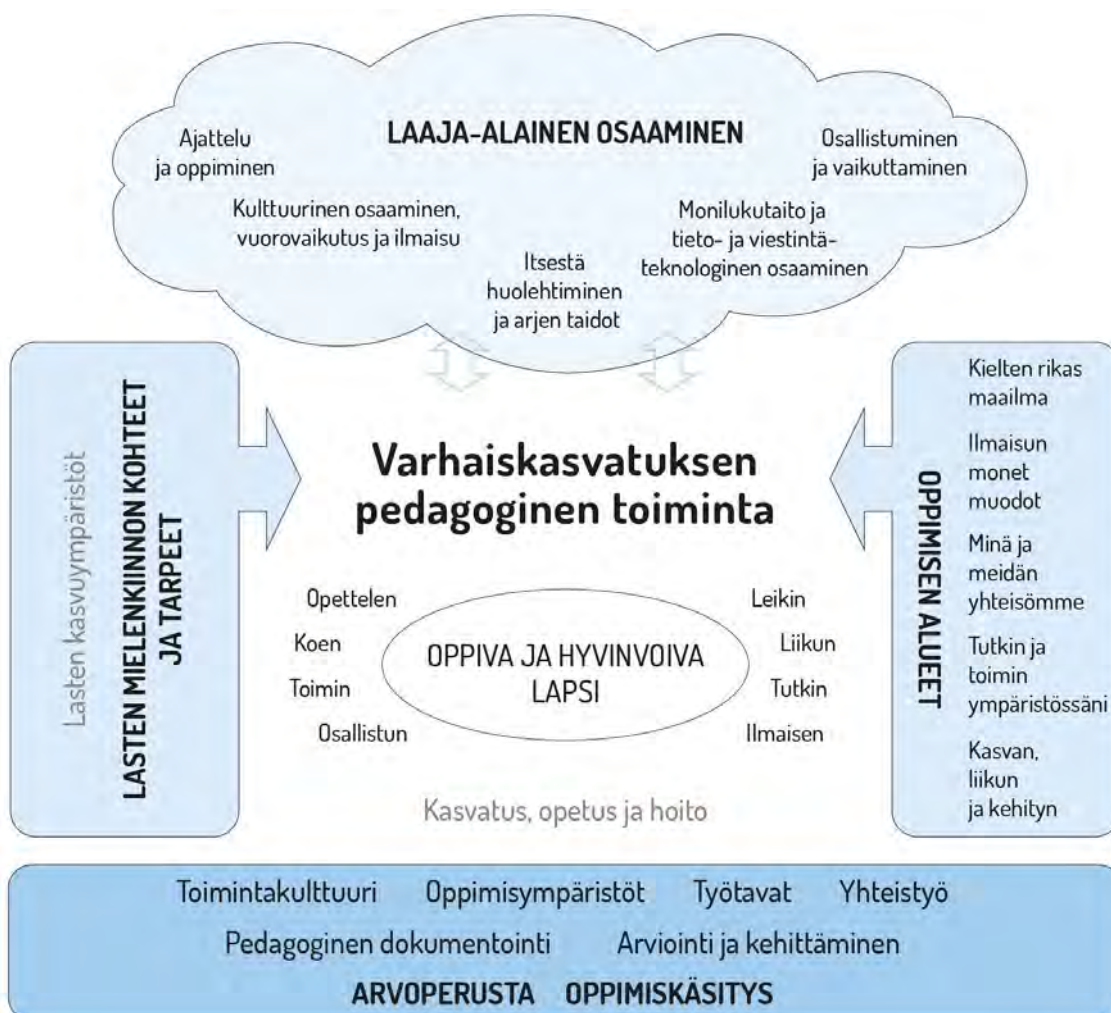 LAAJA-ALAINEN OSAAMINEN
Ajattelu
ja oppiminen
Kulttuurinen osaaminen,
vuorovaikutus ja ilmaisu
Itsestä
huolehtiminen
ja arjen taidot
Monilukutaito ja
tieto- ja viestintä-
teknologinen osaaminen
Osallistuminen
ja vaikuttaminen
Lasten kasvuympäristöt
LASTEN MIELENKIINNON KOHTEET
JA TARPEET
Varhaiskasvatuksen
pedagoginen toiminta
Opettelen
Koen
Toimin
Osallistun
OPPIVA JA HYVINVOIVA
LAPSI
Leikin
Liikun
Tutkin
Ilmaisen
Kasvatus, opetus ja hoito
OPPIMISEN ALUEET
Kielten rikas
maailma
Ilmaisun
monet
muodot
Minä ja
meidän
yhteisömme
Tutkin ja
toimin
ympäristössäni
Kasvan,
liikun
ja kehityn
Toimintakulttuuri Oppimisympäristöt Työtavat Yhteistyö
Pedagoginen dokumentointi Arviointi ja kehittäminen
ARVOPERUSTA OPPIMISKÄSITYS